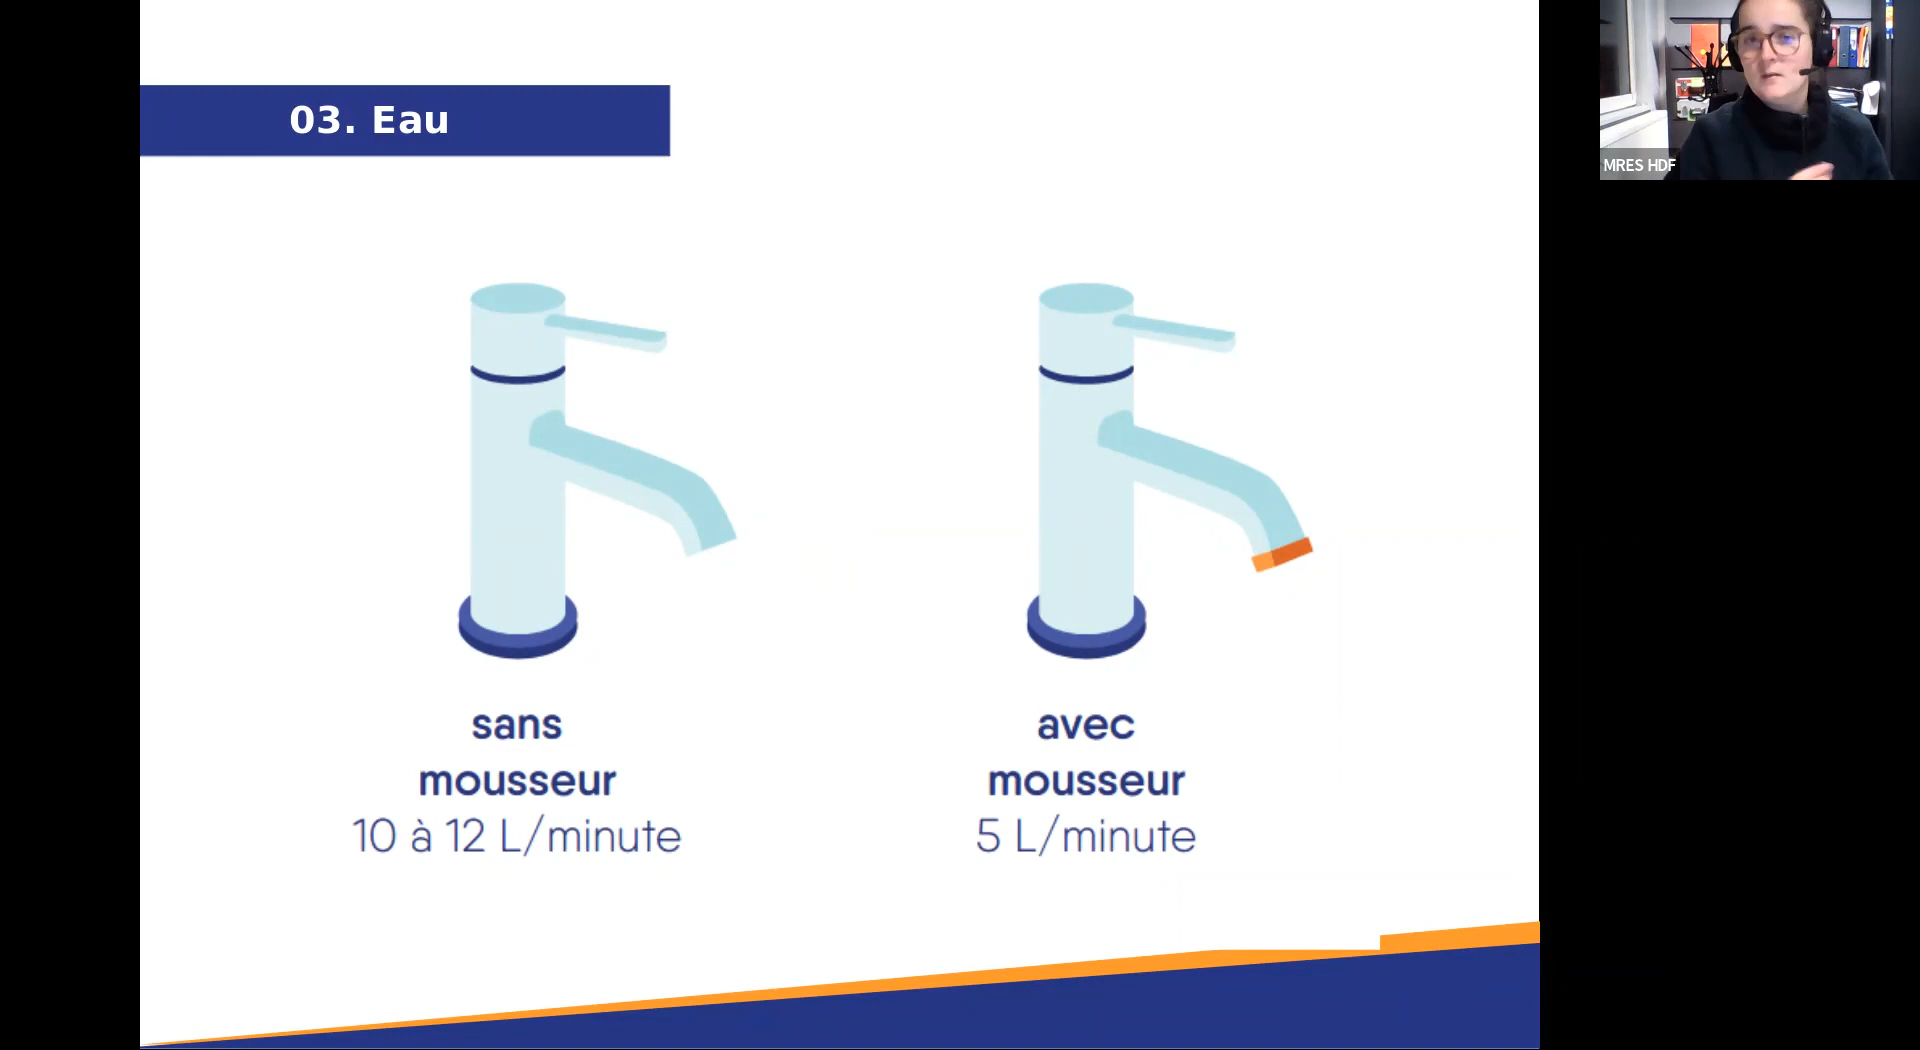 03. Eau
MRES HDF
sans
mousseur
10 à 12 L/minute
avec
mousseur
5 L/minute